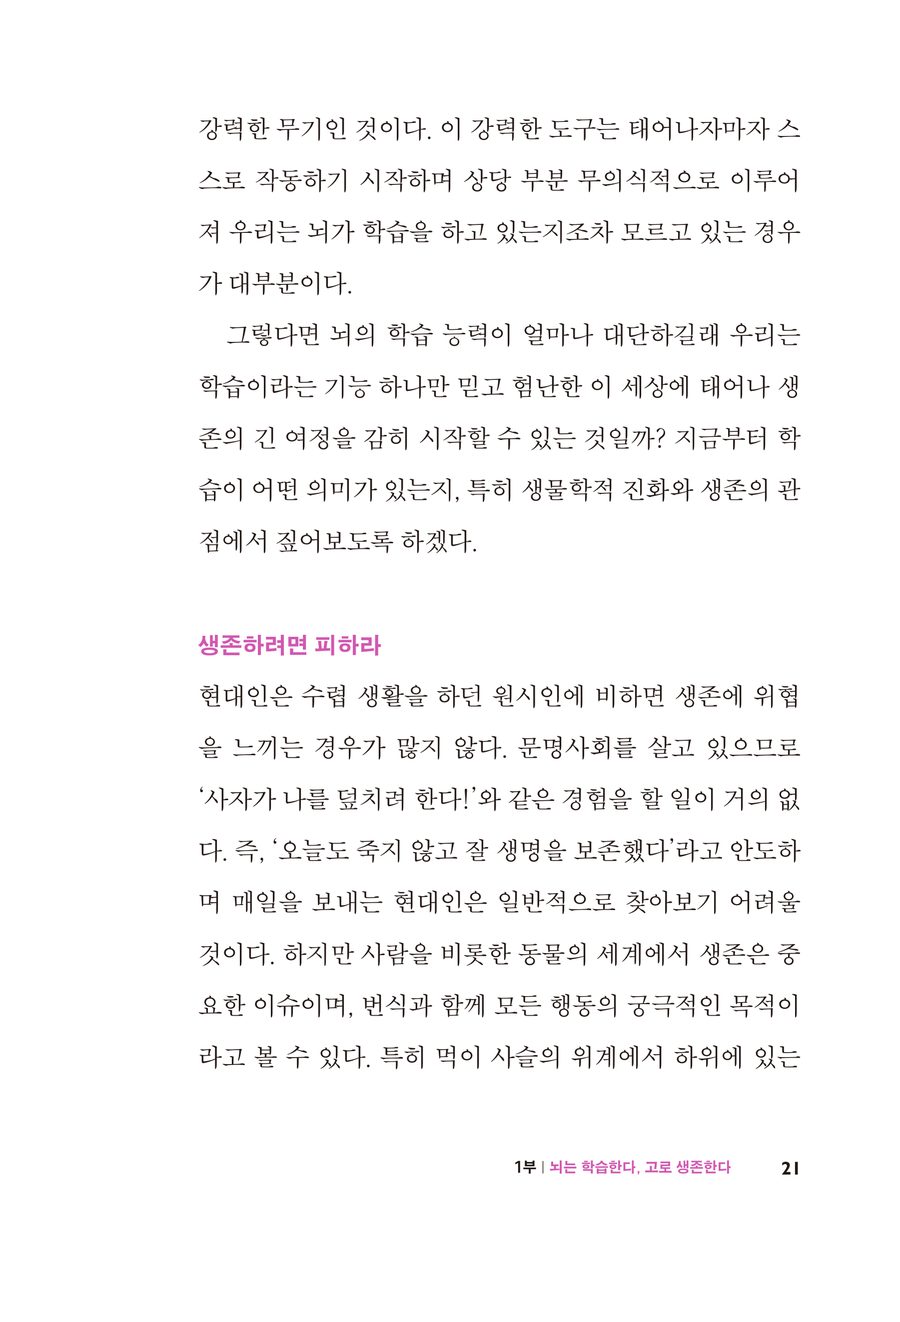 강력한 무기인 것이다. 이 강력한 도구는 태어나자마자 스
스로 작동하기 시작하며 상당 부분 무의식적으로 이루어
져 우리는 뇌가 학습을 하고 있는지조차 모르고 있는 경우
가 대부분이다.
그렇다면 뇌의 학습 능력이 얼마나 대단하길래 우리는
학습이라는 기능 하나만 믿고 험난한 이 세상에 태어나 생
존의 긴 여정을 감히 시작할 수 있는 것일까? 지금부터 학
습이 어떤 의미가 있는지, 특히 생물학적 진화와 생존의 관
점에서 짚어보도록 하겠다.
생존하려면 피하라
현대인은 수렵 생활을 하던 원시인에 비하면 생존에 위협
을 느끼는 경우가 많지 않다. 문명사회를 살고 있으므로
‘사자가 나를 덮치려 한다!’와 같은 경험을 할 일이 거의 없
다. 즉, ‘오늘도 죽지 않고 잘 생명을 보존했다’라고 안도하
며 매일을 보내는 현대인은 일반적으로 찾아보기 어려울
것이다. 하지만 사람을 비롯한 동물의 세계에서 생존은 중
요한 이슈이며, 번식과 함께 모든 행동의 궁극적인 목적이
라고 볼 수 있다. 특히 먹이 사슬의 위계에서 하위에 있는
1부 | 뇌는 학습한다, 고로 생존한다 21